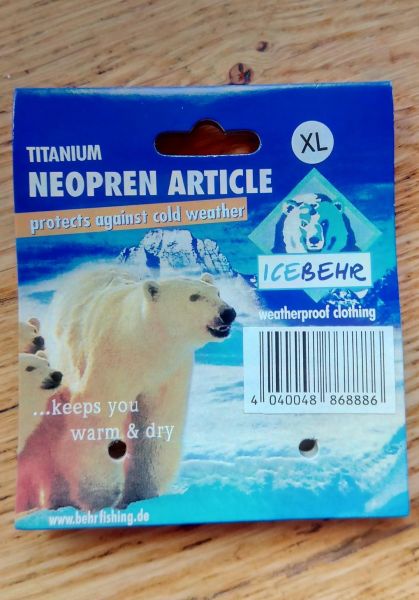 XL
TITANIUM
NEOPREN ARTICLE
protects against cold weather
ICEBEHR
weatherproof clothing
4 040048 868886
...keeps you
warm & dry
www.behrfishing.de